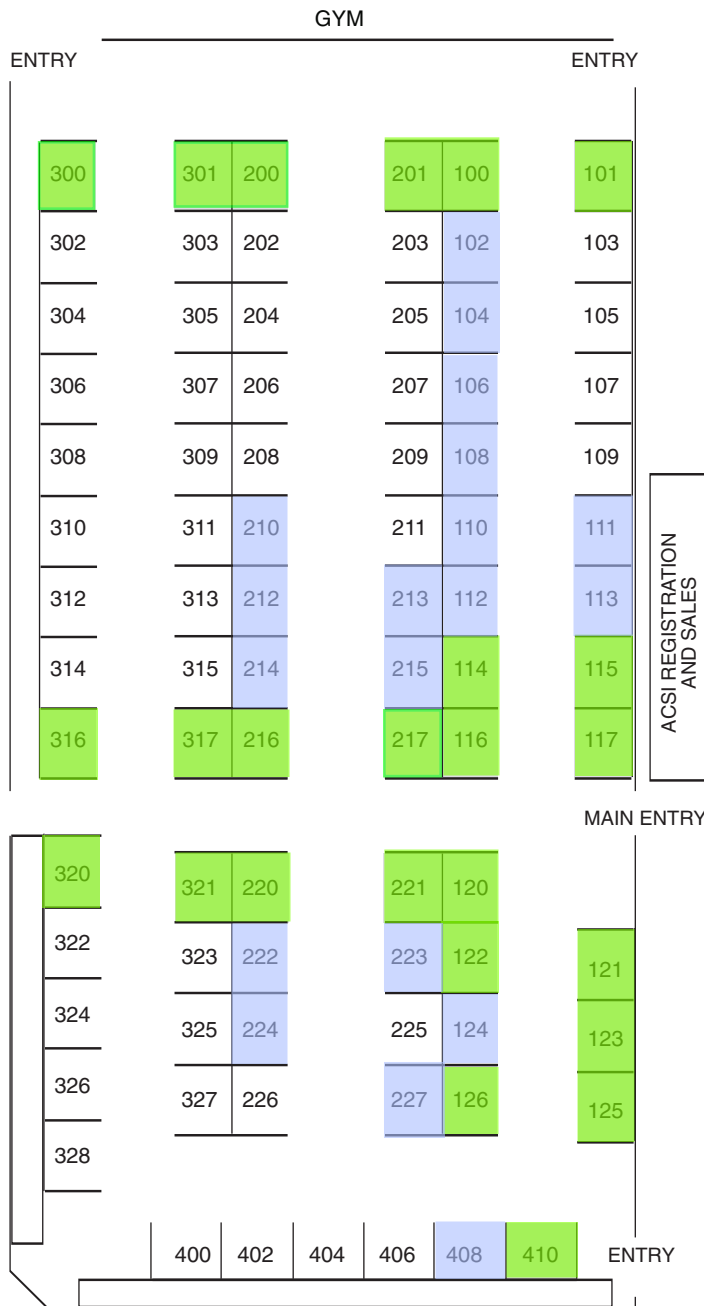 GYM
ENTRY ENTRY
300 301 200 201 100 101
302 303 202 203 102 103
304 305 204 205 104 105
306 307 206 207 106 107
308 309 208 209 108 109
310 311 210 211 110 111
312 313 212 213 112 113
314 315 214 215 114 115
316 317 216 217 116 117
ACSI REGISTRATION
AND SALES
MAIN ENTRY
320 321 220 221 120
322 323 222 223 122 121
324 325 224 225 124 123
326 327 226 227 126 125
328
400 402 404 406 408 410 ENTRY